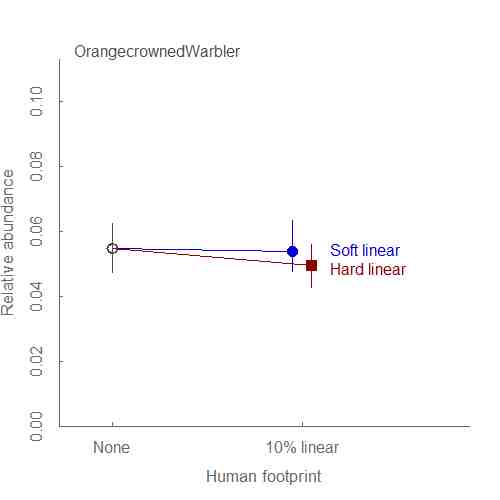 OrangecrownedWarbler
0.10
0.08
0.06
0.04
0.02
0.00
Relative abundance
Soft linear
Hard linear
None
10% linear
Human footprint